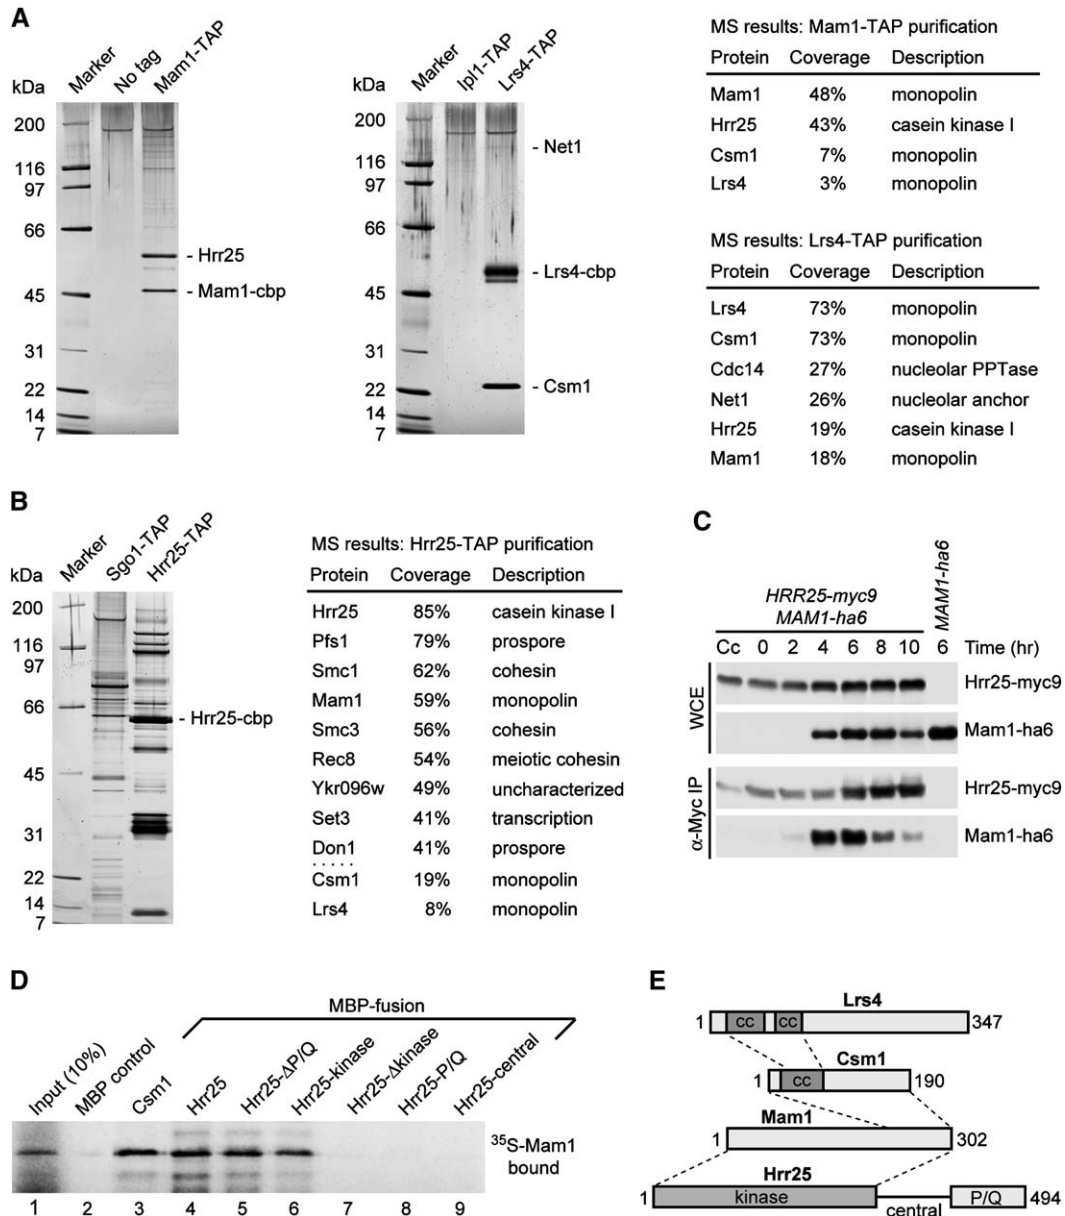 A
kDa
Marker
No tag
Mam1-TAP
200
116
97
66
45
31
22
14
7
- Hrr25
- Mam1-cbp
kDa
Marker
Ipl1-TAP
Lrs4-TAP
200
116
97
66
45
31
22
14
7
- Net1
- Lrs4-cbp
- Csm1
MS results: Mam1-TAP purification
Protein Coverage Description
Mam1 48% monopolin
Hrr25 43% casein kinase I
Csm1 7% monopolin
Lrs4 3% monopolin
MS results: Lrs4-TAP purification
Protein Coverage Description
Lrs4 73% monopolin
Csm1 73% monopolin
Cdc14 27% nucleolar PPTase
Net1 26% nucleolar anchor
Hrr25 19% casein kinase I
Mam1 18% monopolin
B
kDa
Marker
Sgo1-TAP
Hrr25-TAP
200
116
97
66
45
31
22
14
7
- Hrr25-cbp
MS results: Hrr25-TAP purification
Protein Coverage Description
Hrr25 85% casein kinase I
Pfs1 79% prospore
Smc1 62% cohesin
Mam1 59% monopolin
Smc3 56% cohesin
Rec8 54% meiotic cohesin
Ykr096w 49% uncharacterized
Set3 41% transcription
Don1 41% prospore
. . . . .
Csm1 19% monopolin
Lrs4 8% monopolin
C
HRR25-myc9
MAM1-ha6
MAM1-ha6
Cc 0 2 4 6 8 10 6 Time (hr)
WCE
Hrr25-myc9
Mam1-ha6
α-Myc IP
Hrr25-myc9
Mam1-ha6
D
MBP-fusion
Input (10%)
MBP control
Csm1
Hrr25
Hrr25-ΔP/Q
Hrr25-kinase
Hrr25-Δkinase
Hrr25-P/Q
Hrr25-central
³⁵S-Mam1
bound
1 2 3 4 5 6 7 8 9
E
Lrs4
1 cc cc 347
Csm1
1 cc 190
Mam1
1 302
Hrr25
1 kinase central P/Q 494